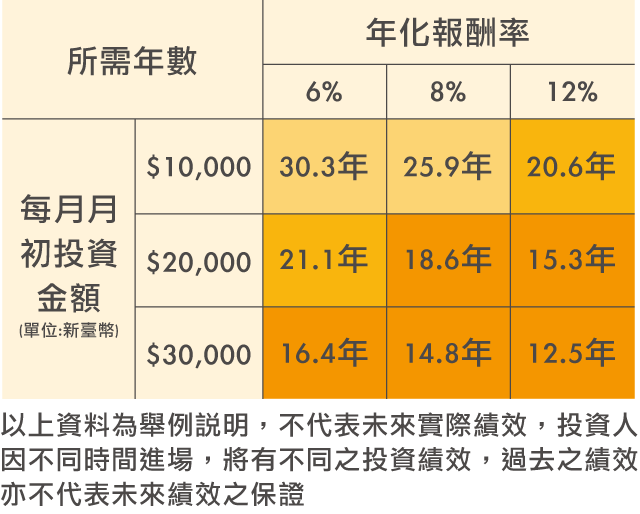 所需年數
年化報酬率
6% 8% 12%
每月月
初投資
金額
(單位:新臺幣)
$10,000 30.3年 25.9年 20.6年
$20,000 21.1年 18.6年 15.3年
$30,000 16.4年 14.8年 12.5年
以上資料為舉例説明，不代表未來實際績效，投資人
因不同時間進場，將有不同之投資績效，過去之績效
亦不代表未來績效之保證